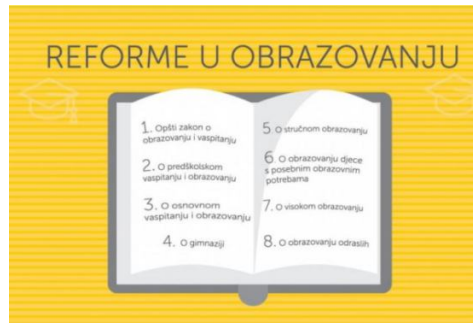 REFORME U OBRAZOVANJU
1. Opšti zakon o
obrazovanju i vaspitanju
2. O predškolskom
vaspitanju i obrazovanju
3. O osnovnom
vaspitanju i obrazovanju
4. O gimnaziji
5 O stručnom obrazovanju
6. O obrazovanju djece
s posebnim obrazovnim
potrebama
7. O visokom obrazovanju
8. O obrazovanju odraslih